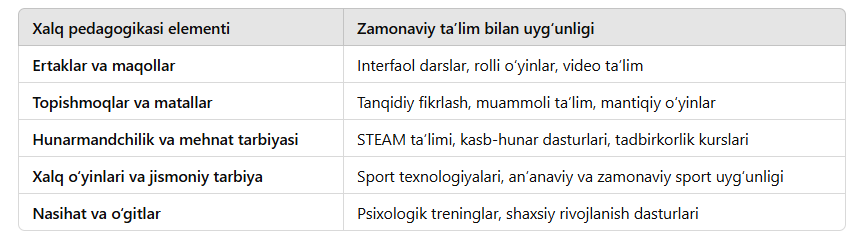 Xalq pedagogikasi elementi	Zamonaviy ta’lim bilan uyg‘unligi
Ertaklar va maqollar	Interfaol darslar, rolli o‘yinlar, video ta’lim
Topishmoqlar va matallar	Tanqidiy fikrlash, muammoli ta’lim, mantiqiy o‘yinlar
Hunarmandchilik va mehnat tarbiyasi	STEAM ta’limi, kasb-hunar dasturlari, tadbirkorlik kurslari
Xalq o‘yinlari va jismoniy tarbiya	Sport texnologiyalari, an’anaviy va zamonaviy sport uyg‘unligi
Nasihat va o‘gitlar	Psixologik treninglar, shaxsiy rivojlanish dasturlari